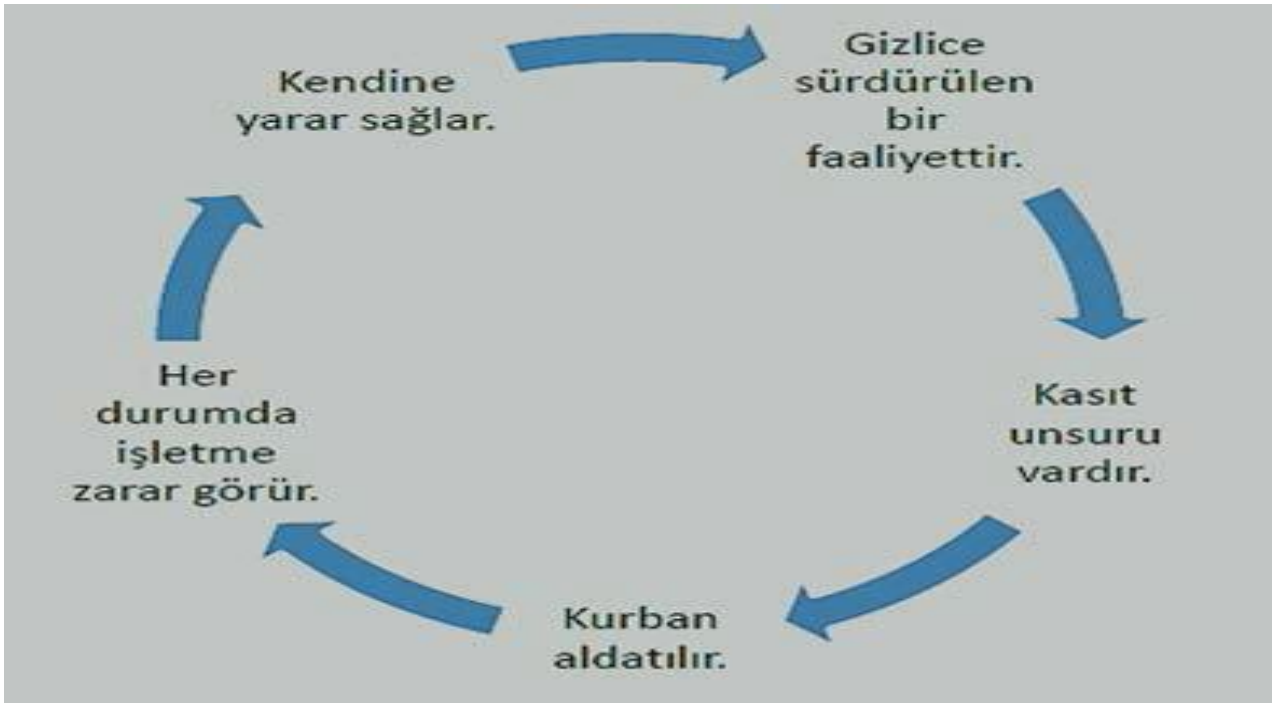 Kendine
yarar sağlar.
Gizlice
sürdürülen
bir
faaliyettir.
Kasıt
unsuru
vardır.
Kurban
aldatılır.
Her
durumda
işletme
zarar görür.